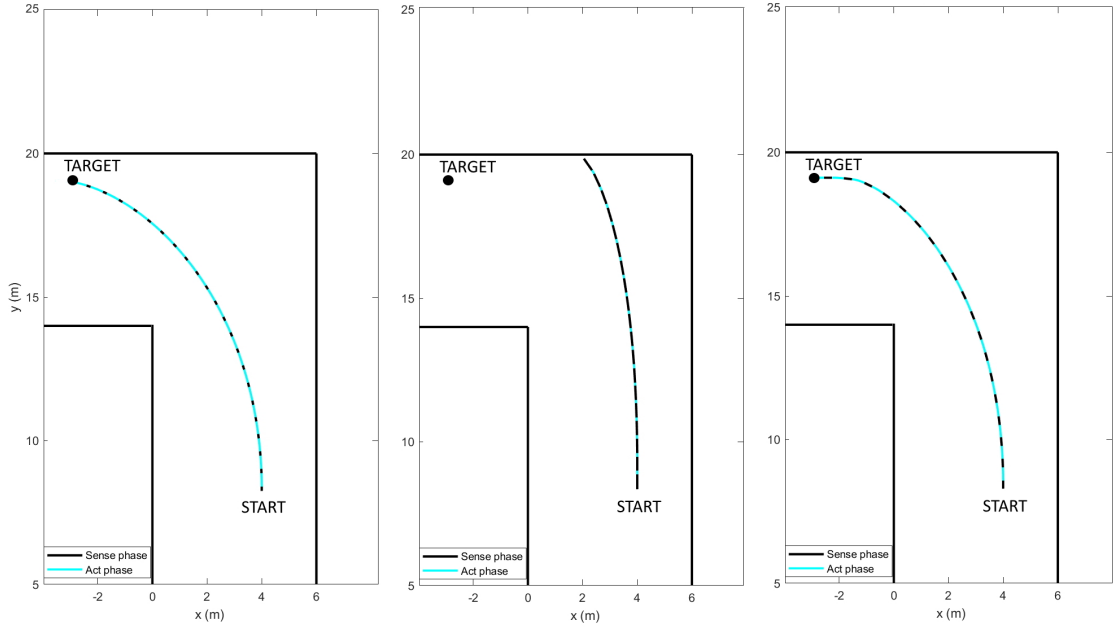 25
20
15
10
5
y (m)
TARGET
START
Sense phase
Act phase
-2 0 2 4 6
x (m)
25
20
15
10
5
TARGET
START
Sense phase
Act phase
-2 0 2 4 6
x (m)
25
20
15
10
5
TARGET
START
Sense phase
Act phase
-2 0 2 4 6
x (m)